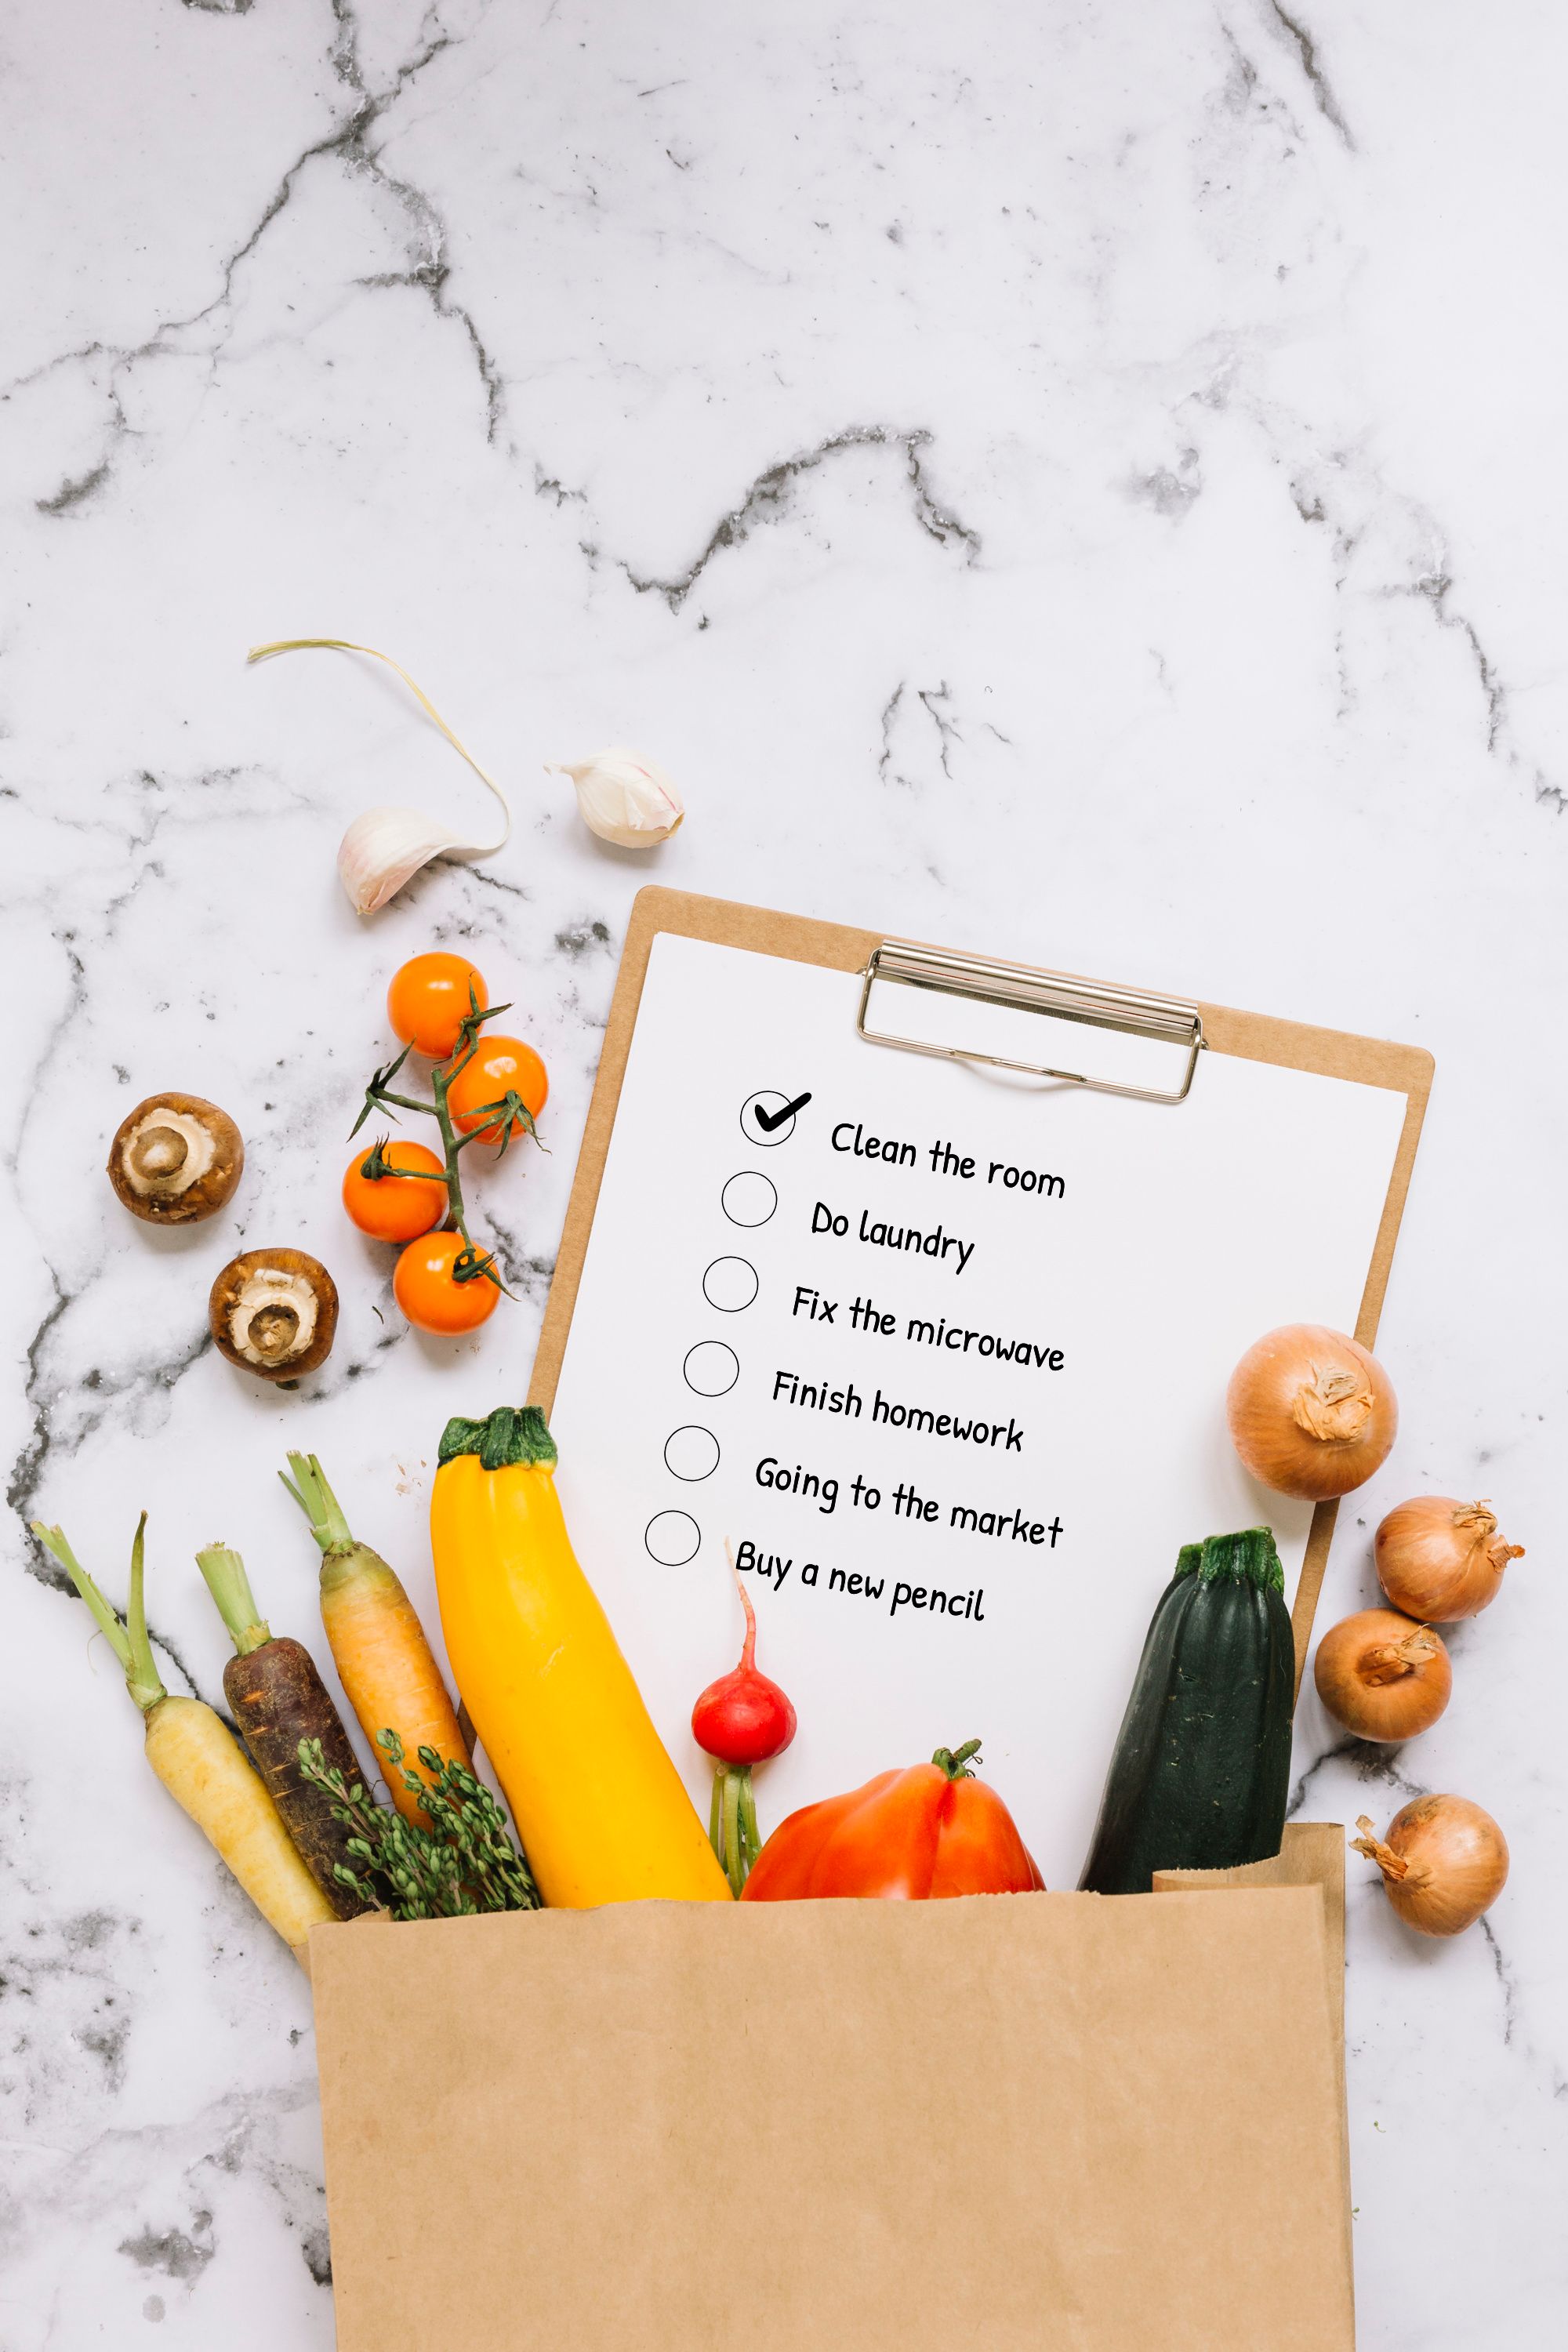 Clean the room
Do laundry
Fix the microwave
Finish homework
Going to the market
Buy a new pencil